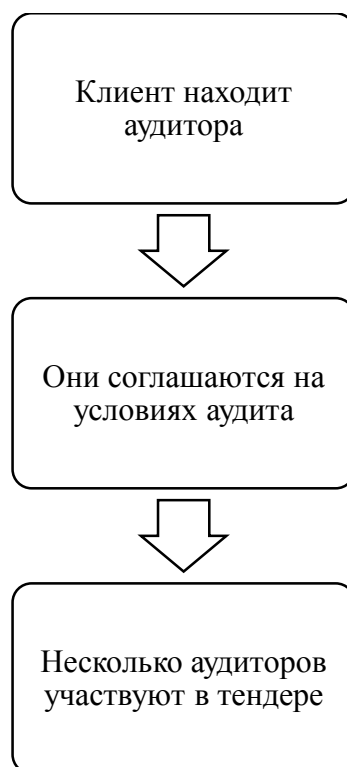 Клиент находит
аудитора
Они соглашаются на
условиях аудита
Несколько аудиторов
участвуют в тендере